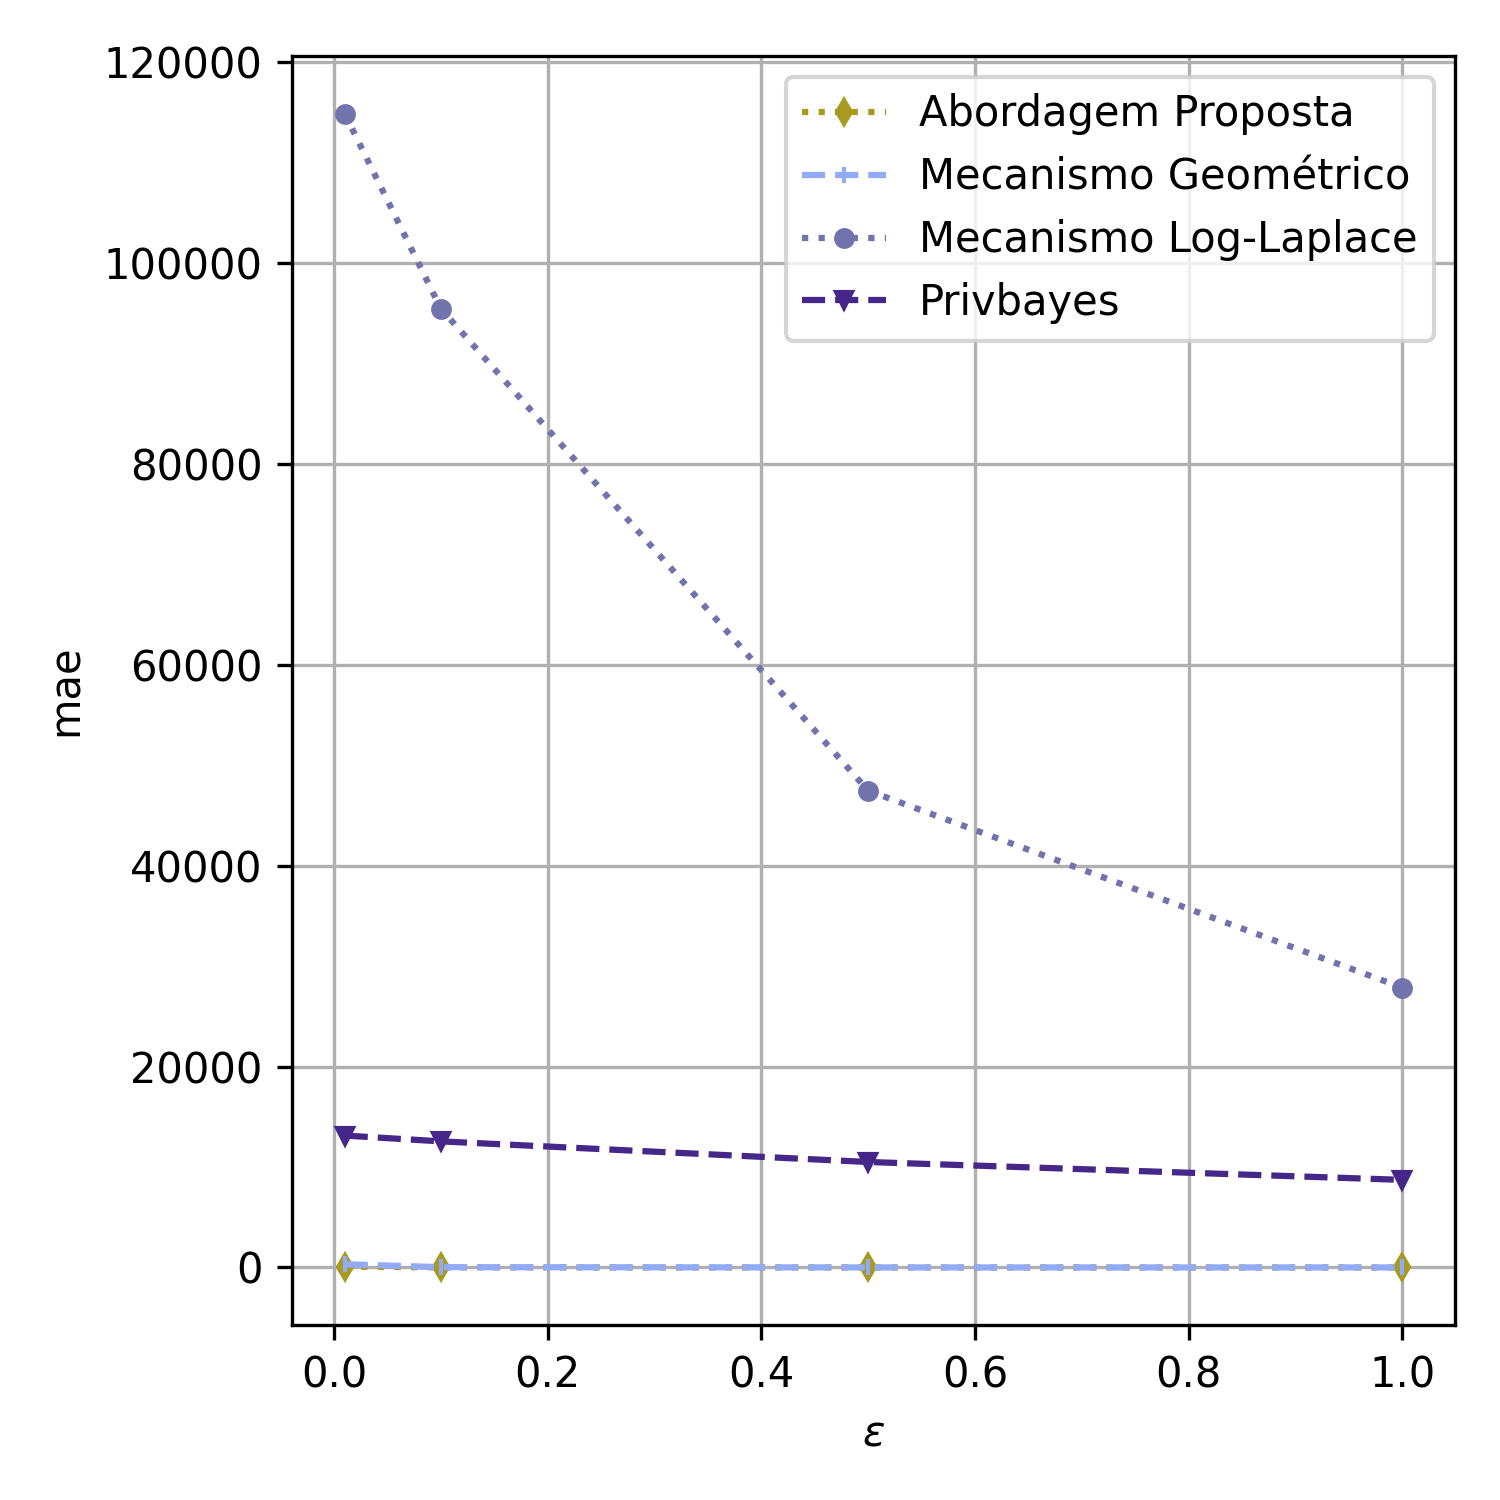 120000
100000
80000
60000
40000
20000
0
mae
Abordagem Proposta
Mecanismo Geométrico
Mecanismo Log-Laplace
Privbayes
0.0 0.2 0.4 0.6 0.8 1.0
ε